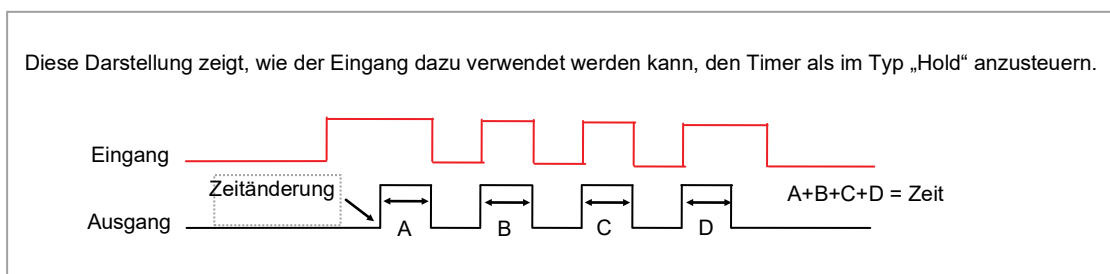 Diese Darstellung zeigt, wie der Eingang dazu verwendet werden kann, den Timer als im Typ „Hold“ anzusteuern.
Eingang
Zeitänderung
A+B+C+D = Zeit
Ausgang
A
B
C
D